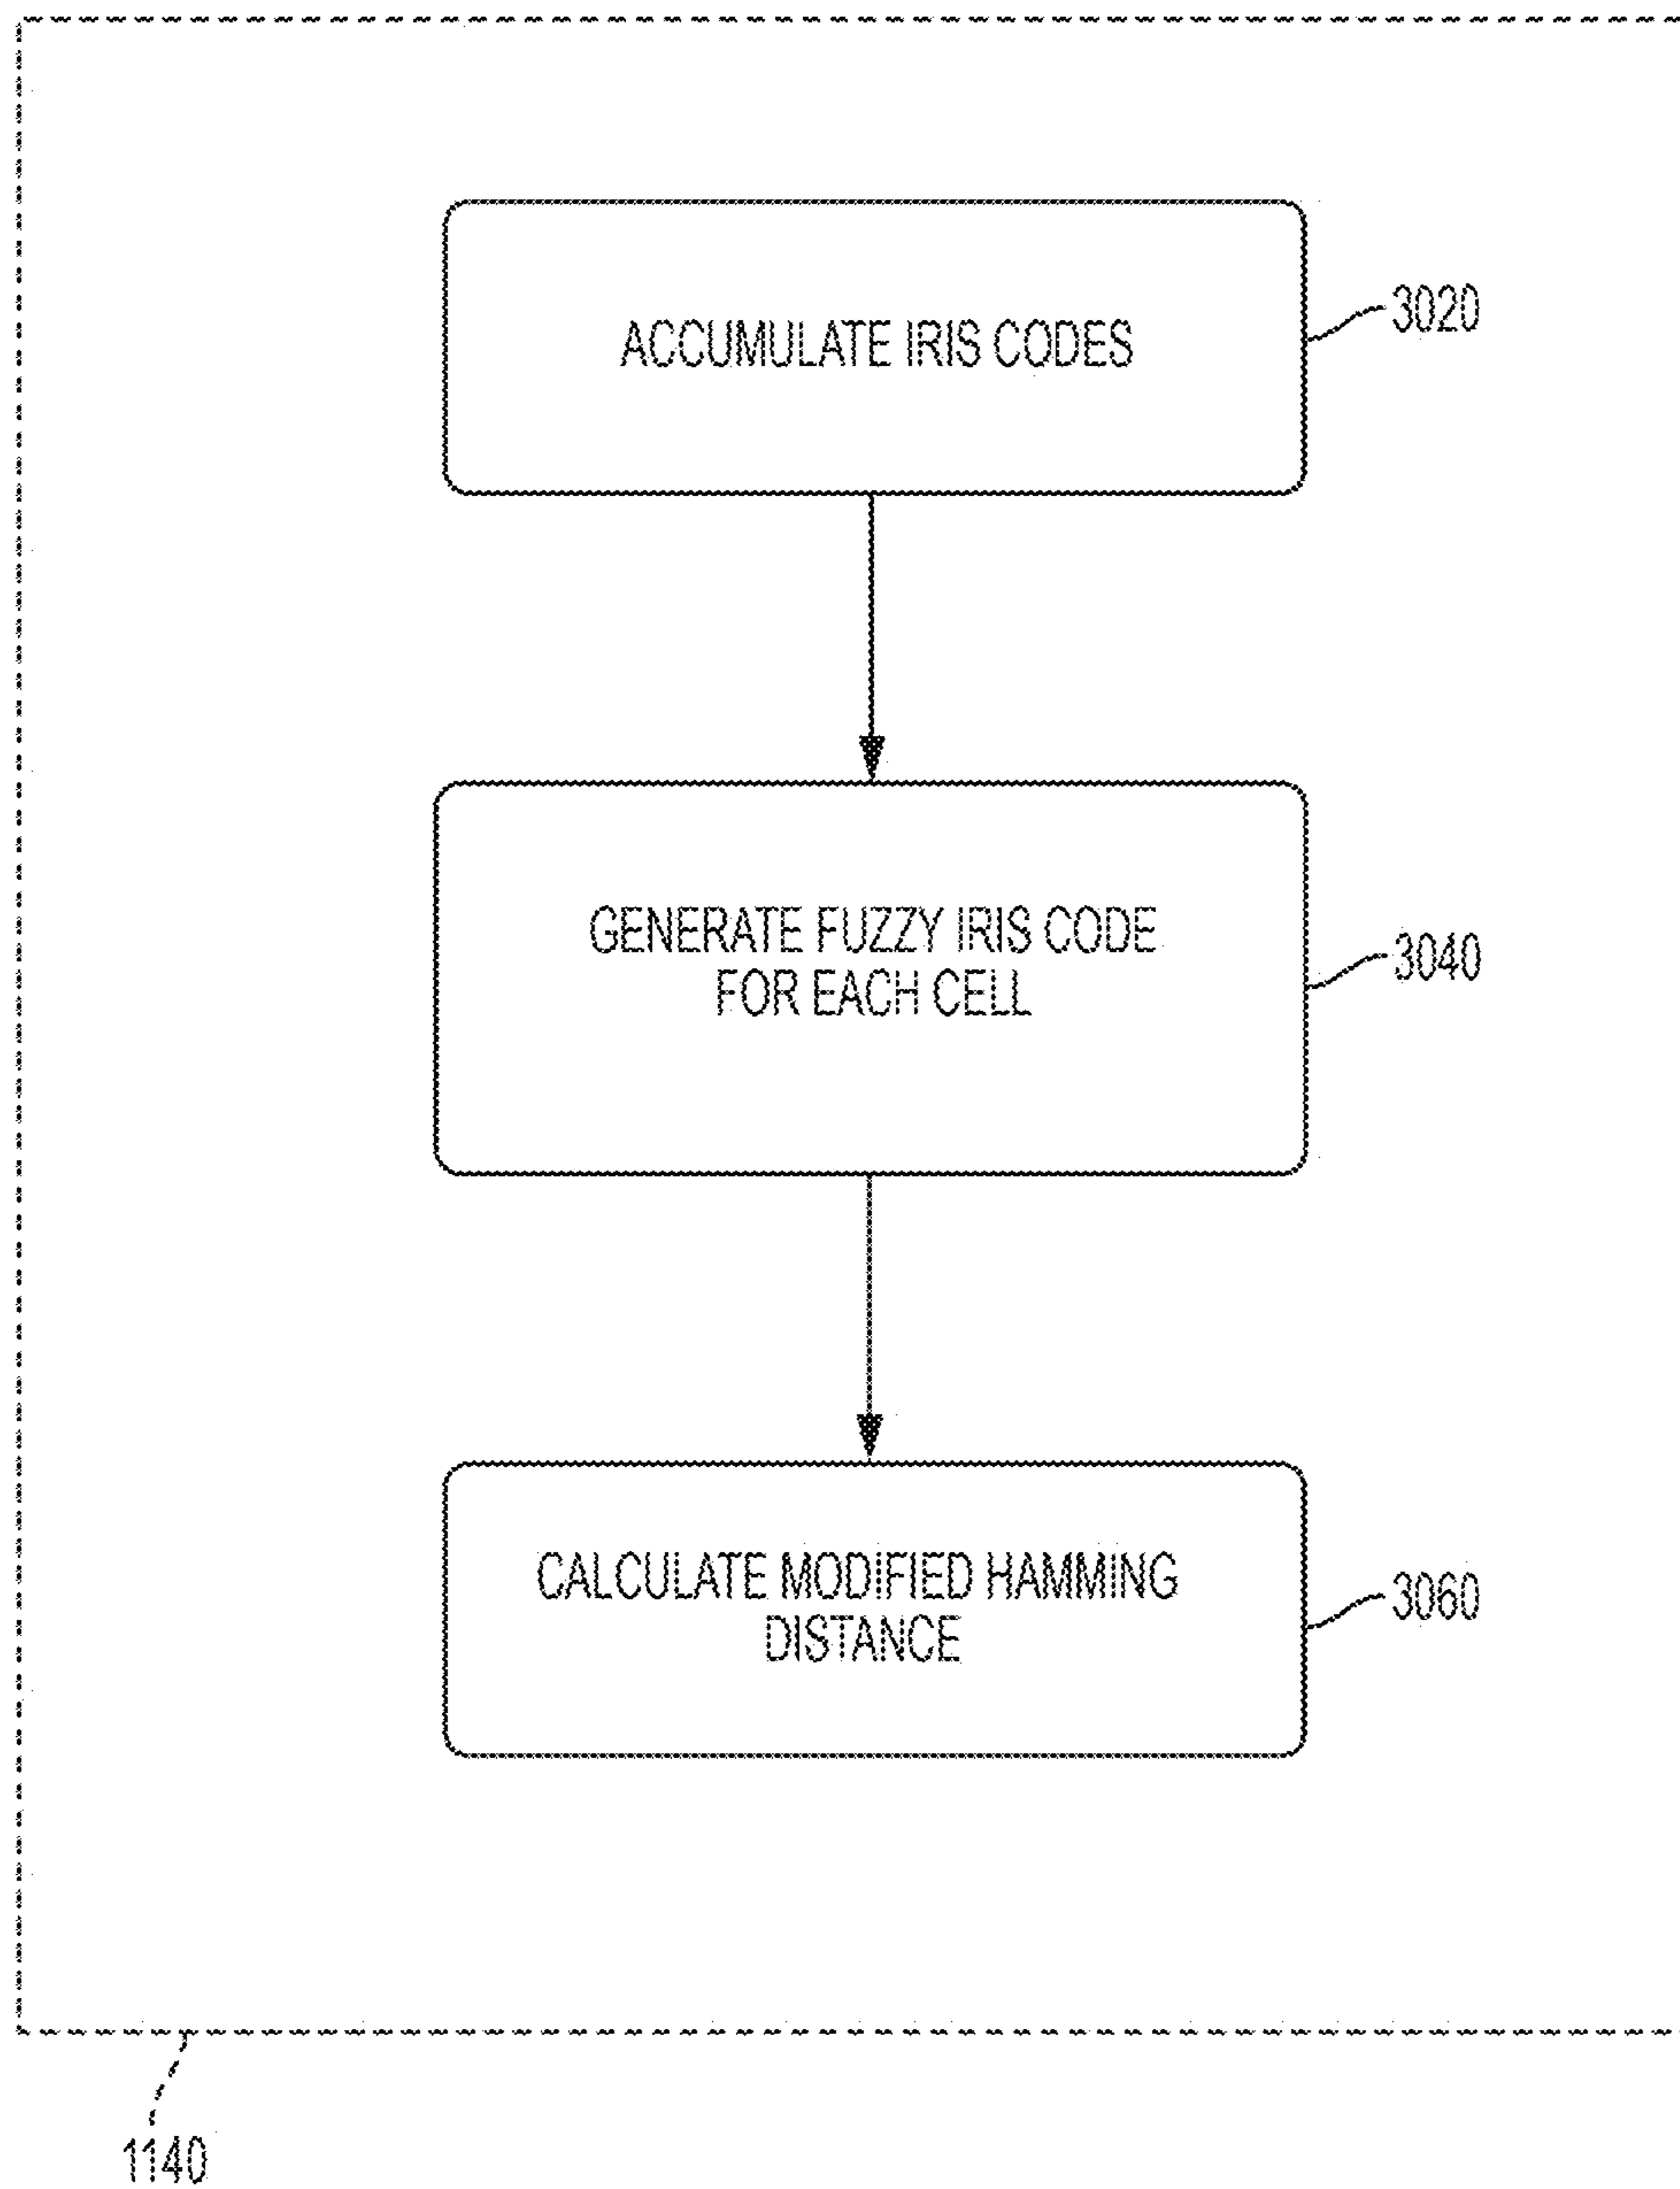 ACCUMULATE IRIS CODES
3020
GENERATE FUZZY IRIS CODE
FOR EACH CELL
3040
CALCULATE MODIFIED HAMMING
DISTANCE
3060
1140